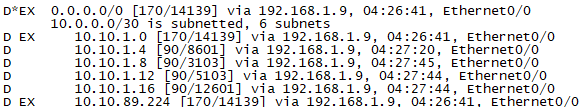 D*EX 0.0.0.0/0 [170/14139] via 192.168.1.9, 04:26:41, Ethernet0/0
10.0.0.0/30 is subnetted, 6 subnets
D EX 10.10.1.0 [170/14139] via 192.168.1.9, 04:26:41, Ethernet0/0
D 10.10.1.4 [90/8601] via 192.168.1.9, 04:27:20, Ethernet0/0
D 10.10.1.8 [90/3103] via 192.168.1.9, 04:27:45, Ethernet0/0
D 10.10.1.12 [90/5103] via 192.168.1.9, 04:27:44, Ethernet0/0
D 10.10.1.16 [90/12601] via 192.168.1.9, 04:27:44, Ethernet0/0
D EX 10.10.89.224 [170/14139] via 192.168.1.9, 04:26:41, Ethernet0/0